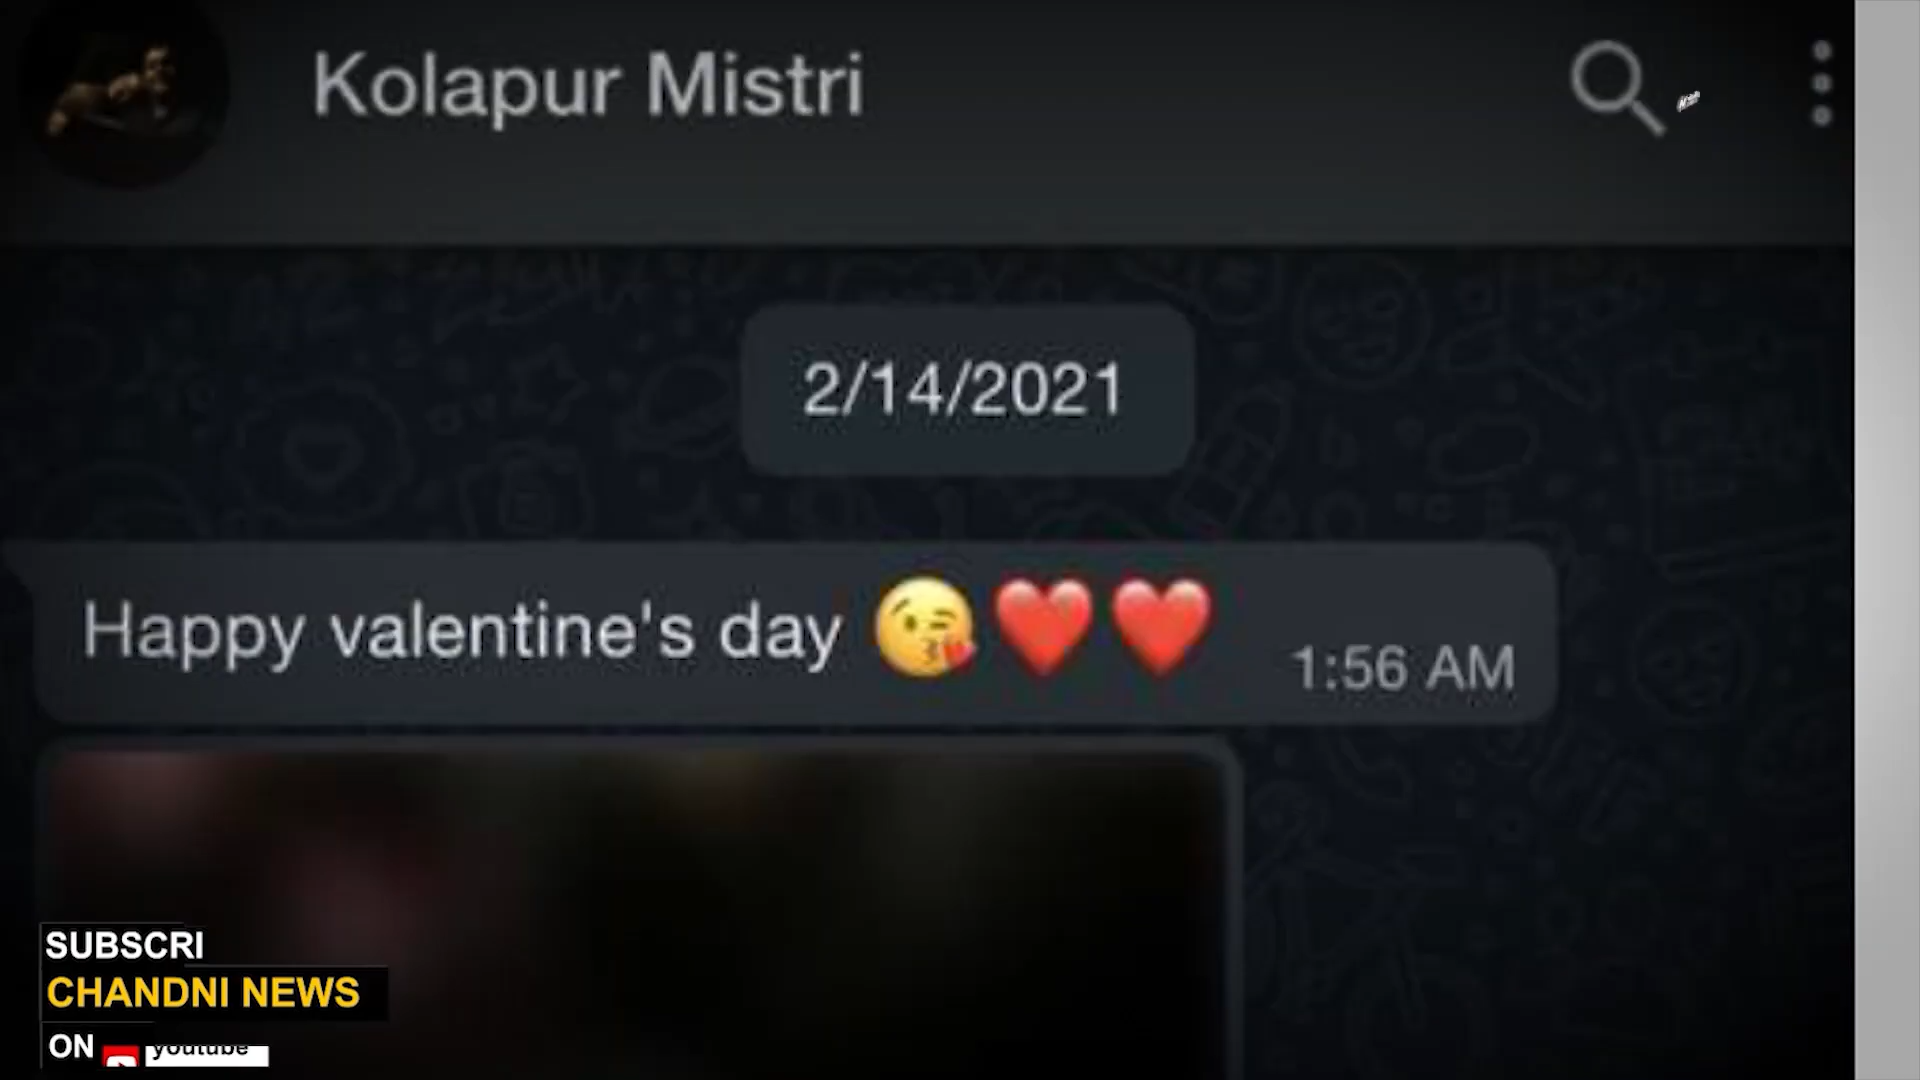 Kolapur Mistri
2/14/2021
Happy valentine's day 😘❤️❤️
1:56 AM
SUBSCRI
CHANDNI NEWS
ON youtube